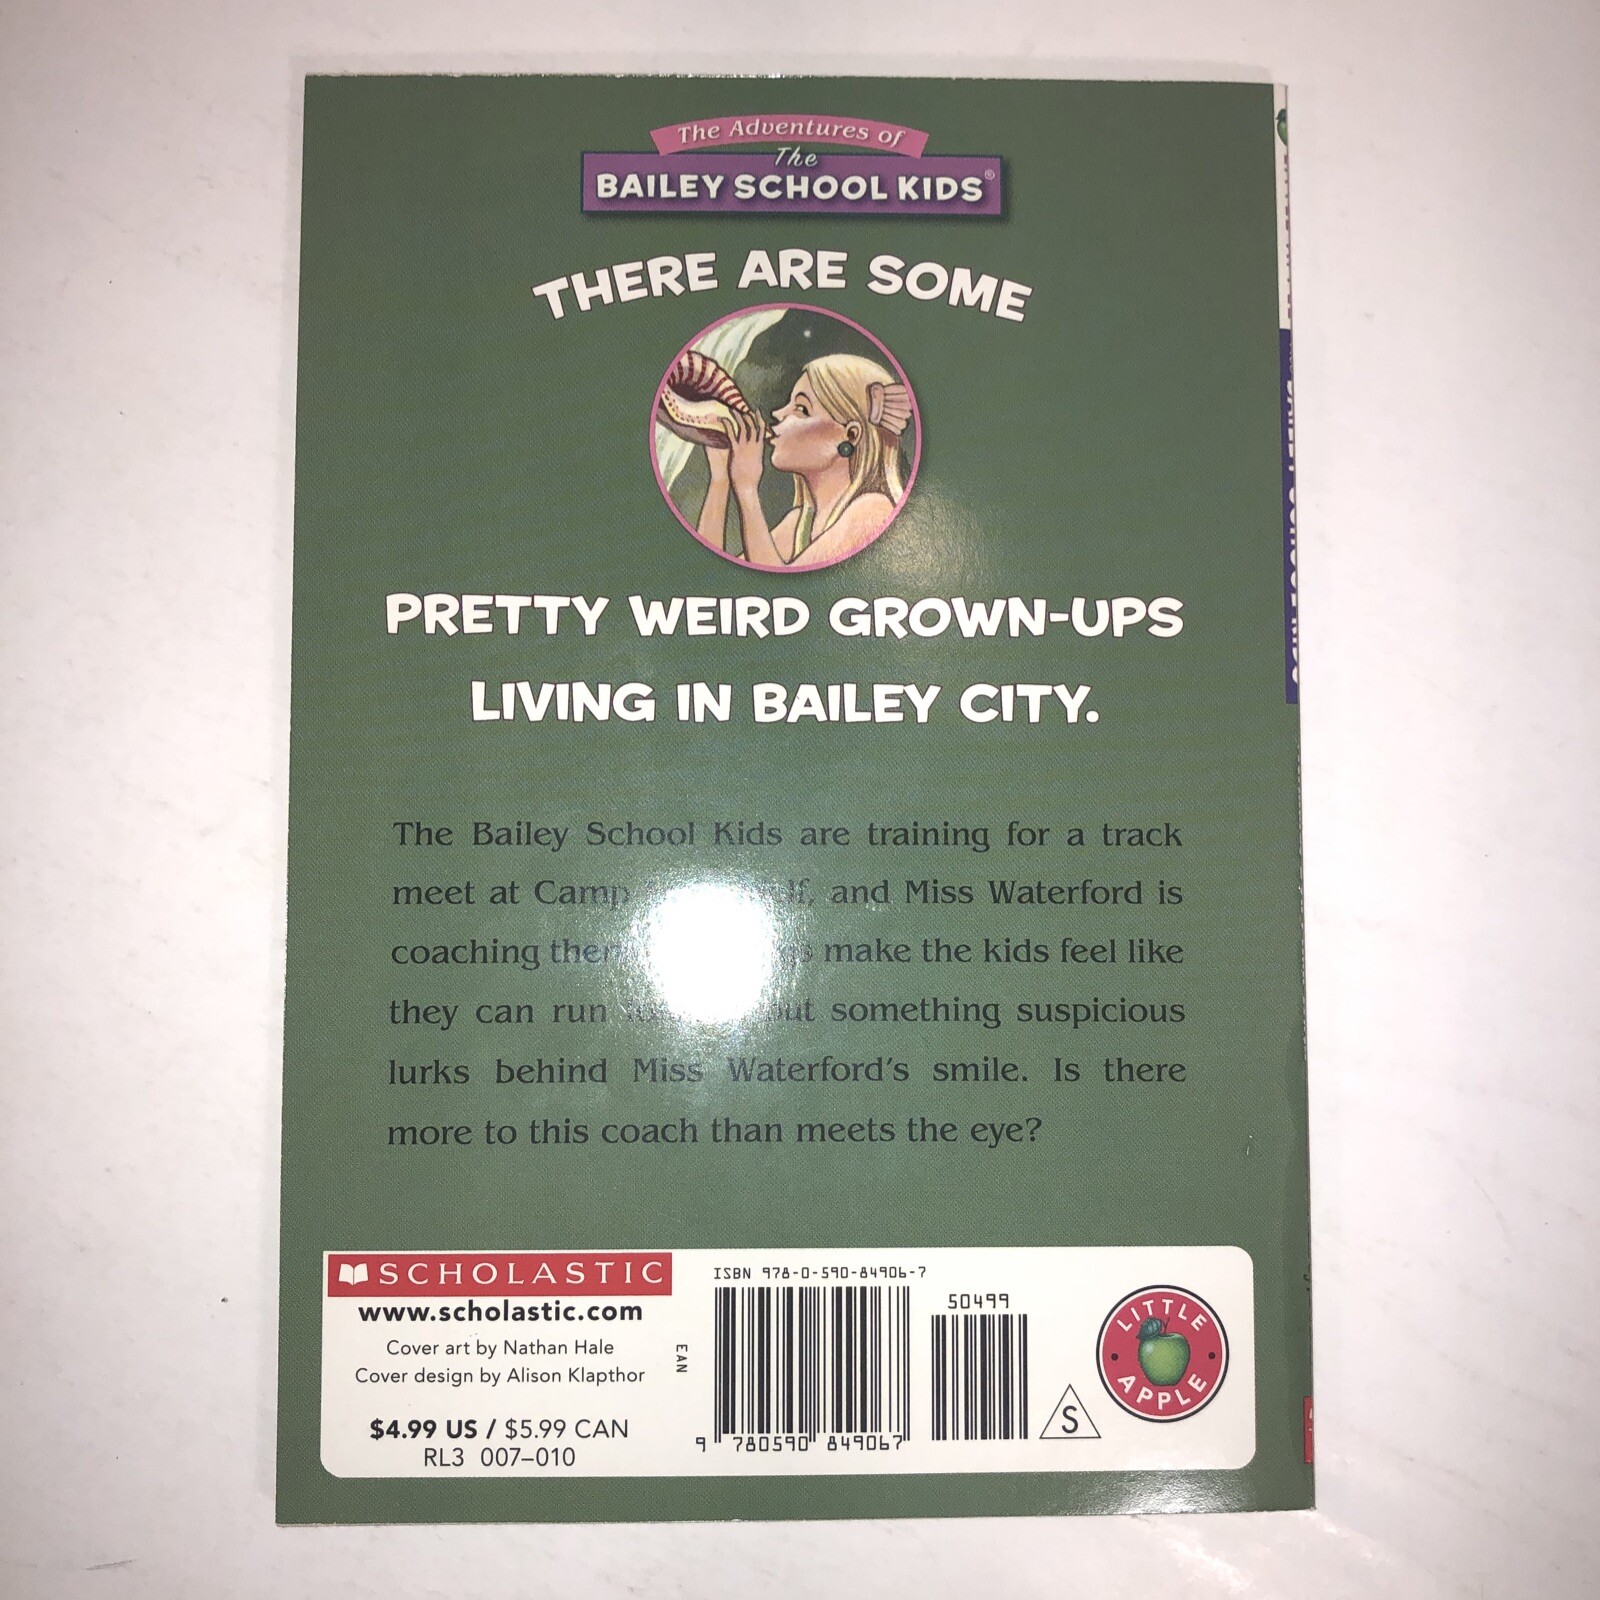 The Adventures of
The
BAILEY SCHOOL KIDS®
THERE ARE SOME
PRETTY WEIRD GROWN-UPS
LIVING IN BAILEY CITY.
The Bailey School Kids are training for a track
meet at Camp and Miss Waterford is
coaching make the kids feel like
they can run but something suspicious
lurks behind Miss Waterford's smile. Is there
more to this coach than meets the eye?
SCHOLASTIC
www.scholastic.com
Cover art by Nathan Hale
Cover design by Alison Klapthor
$4.99 US / $5.99 CAN
RL3 007–010
EAN
ISBN 978-0-590-84906-7
50499
9 780590 849067
S
LITTLE
APPLE